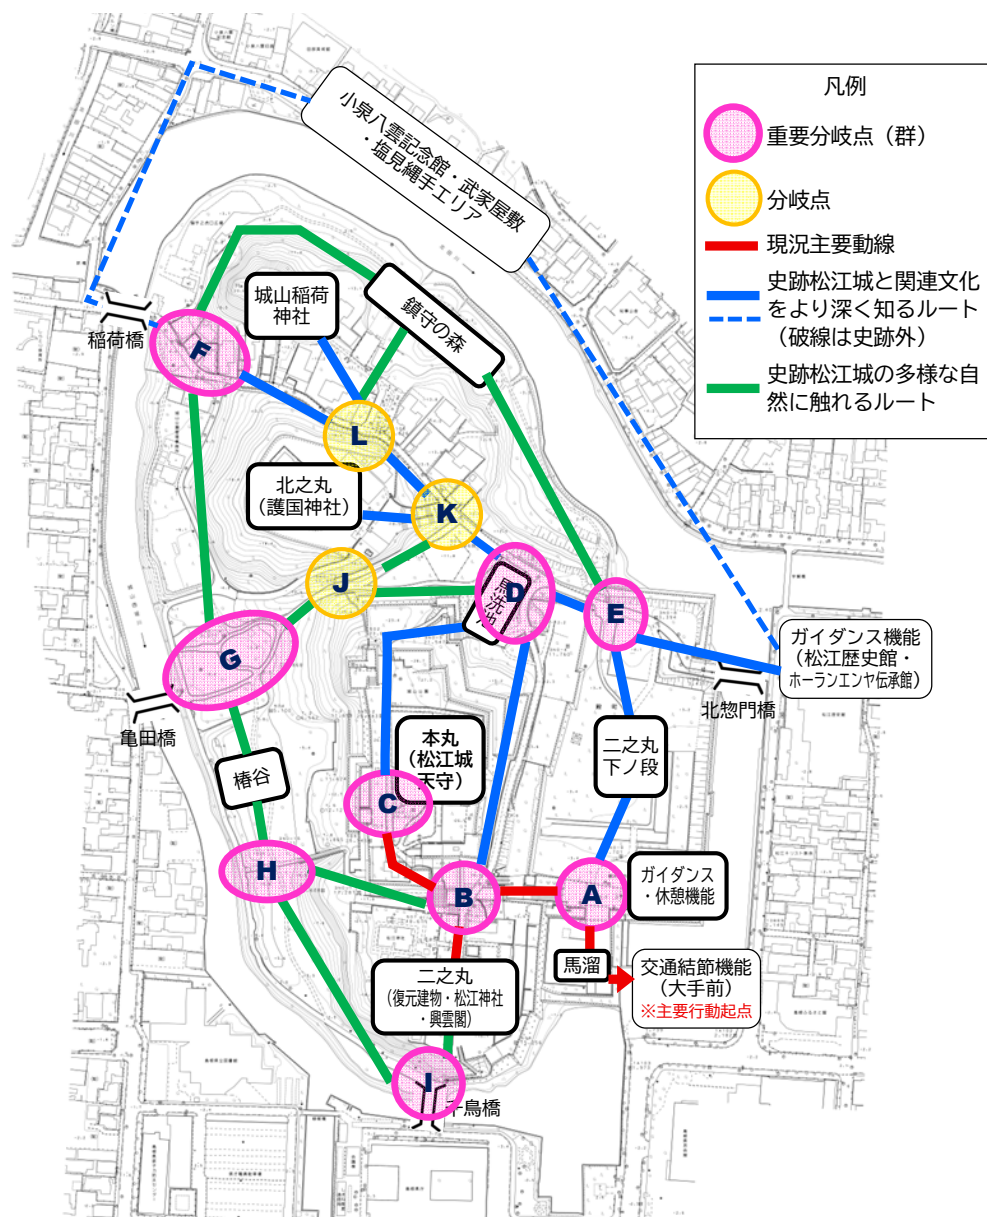 凡例
重要分岐点（群）
分岐点
現況主要動線
史跡松江城と関連文化
をより深く知るルート
（破線は史跡外）
史跡松江城の多様な自
然に触れるルート
小泉八雲記念館・武家屋敷
・塩見縄手エリア
稲荷橋
F
城山稲荷
神社
鎮守の森
L
北之丸
（護国神社）
K
J
D
馬洗池
E
ガイダンス機能
（松江歴史館・
ホーランエンヤ伝承館）
北惣門橋
G
亀田橋
椿谷
本丸
（松江城
天守）
C
二之丸
下ノ段
H
B
A
ガイダンス
・休憩機能
馬溜
交通結節機能
（大手前）
※主要行動起点
二之丸
（復元建物・松江神社
・興雲閣）
I
千鳥橋